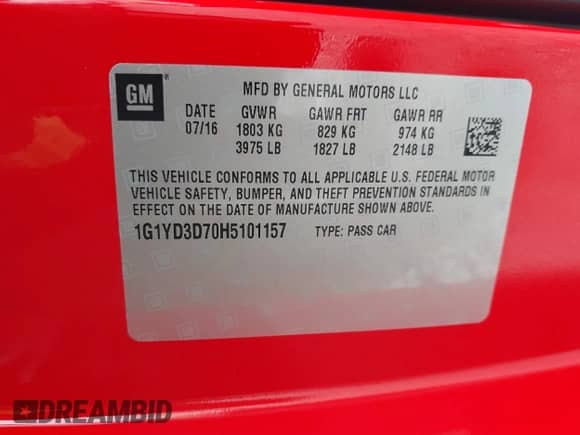 GM
MFD BY GENERAL MOTORS LLC
DATE GVWR GAWR FRT GAWR RR
07/16 1803 KG 829 KG 974 KG
3975 LB 1827 LB 2148 LB
THIS VEHICLE CONFORMS TO ALL APPLICABLE U.S. FEDERAL MOTOR
VEHICLE SAFETY, BUMPER, AND THEFT PREVENTION STANDARDS IN
EFFECT ON THE DATE OF MANUFACTURE SHOWN ABOVE.
1G1YD3D70H5101157 TYPE: PASS CAR
DREAMBID